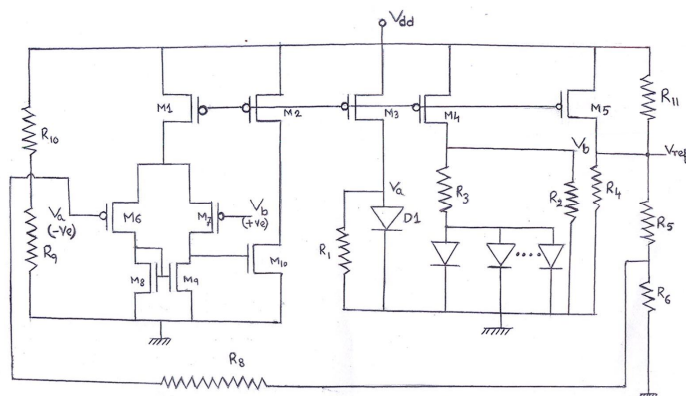 Vdd
M1
M2
M3
M4
M5
R11
R10
Vb
Vref
Va
R3
R2
R4
Va
(-Ve)
M6
M7
Vb
(+ve)
D1
R5
R9
R1
M8
M9
M10
R6
R8